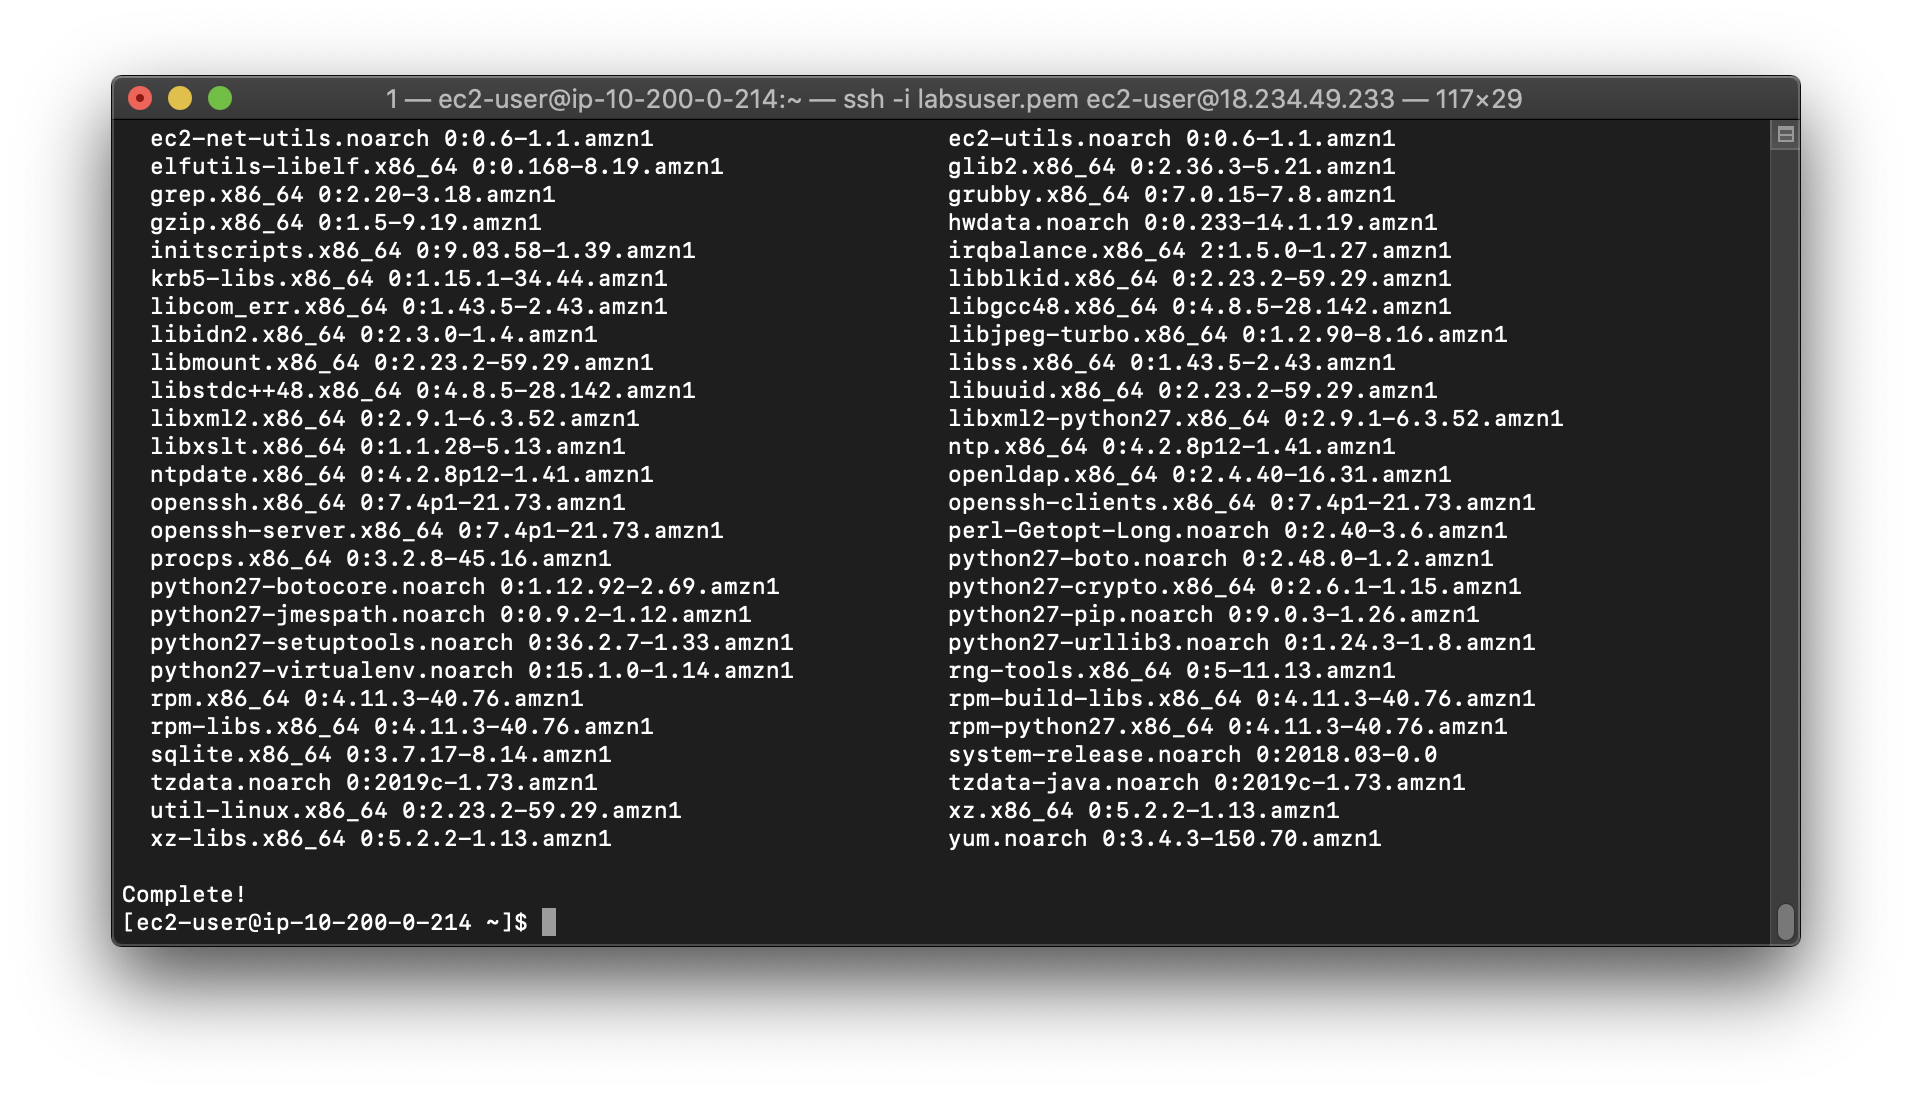 1 — ec2-user@ip-10-200-0-214:~ — ssh -i labsuser.pem ec2-user@18.234.49.233 — 117×29
ec2-net-utils.noarch 0:0.6-1.1.amzn1 ec2-utils.noarch 0:0.6-1.1.amzn1
elfutils-libelf.x86_64 0:0.168-8.19.amzn1 glib2.x86_64 0:2.36.3-5.21.amzn1
grep.x86_64 0:2.20-3.18.amzn1 grubby.x86_64 0:7.0.15-7.8.amzn1
gzip.x86_64 0:1.5-9.19.amzn1 hwdata.noarch 0:0.233-14.1.19.amzn1
initscripts.x86_64 0:9.03.58-1.39.amzn1 irqbalance.x86_64 2:1.5.0-1.27.amzn1
krb5-libs.x86_64 0:1.15.1-34.44.amzn1 libblkid.x86_64 0:2.23.2-59.29.amzn1
libcom_err.x86_64 0:1.43.5-2.43.amzn1 libgcc48.x86_64 0:4.8.5-28.142.amzn1
libidn2.x86_64 0:2.3.0-1.4.amzn1 libjpeg-turbo.x86_64 0:1.2.90-8.16.amzn1
libmount.x86_64 0:2.23.2-59.29.amzn1 libss.x86_64 0:1.43.5-2.43.amzn1
libstdc++48.x86_64 0:4.8.5-28.142.amzn1 libuuid.x86_64 0:2.23.2-59.29.amzn1
libxml2.x86_64 0:2.9.1-6.3.52.amzn1 libxml2-python27.x86_64 0:2.9.1-6.3.52.amzn1
libxslt.x86_64 0:1.1.28-5.13.amzn1 ntp.x86_64 0:4.2.8p12-1.41.amzn1
ntpdate.x86_64 0:4.2.8p12-1.41.amzn1 openldap.x86_64 0:2.4.40-16.31.amzn1
openssh.x86_64 0:7.4p1-21.73.amzn1 openssh-clients.x86_64 0:7.4p1-21.73.amzn1
openssh-server.x86_64 0:7.4p1-21.73.amzn1 perl-Getopt-Long.noarch 0:2.40-3.6.amzn1
procps.x86_64 0:3.2.8-45.16.amzn1 python27-boto.noarch 0:2.48.0-1.2.amzn1
python27-botocore.noarch 0:1.12.92-2.69.amzn1 python27-crypto.x86_64 0:2.6.1-1.15.amzn1
python27-jmespath.noarch 0:0.9.2-1.12.amzn1 python27-pip.noarch 0:9.0.3-1.26.amzn1
python27-setuptools.noarch 0:36.2.7-1.33.amzn1 python27-urllib3.noarch 0:1.24.3-1.8.amzn1
python27-virtualenv.noarch 0:15.1.0-1.14.amzn1 rng-tools.x86_64 0:5-11.13.amzn1
rpm.x86_64 0:4.11.3-40.76.amzn1 rpm-build-libs.x86_64 0:4.11.3-40.76.amzn1
rpm-libs.x86_64 0:4.11.3-40.76.amzn1 rpm-python27.x86_64 0:4.11.3-40.76.amzn1
sqlite.x86_64 0:3.7.17-8.14.amzn1 system-release.noarch 0:2018.03-0.0
tzdata.noarch 0:2019c-1.73.amzn1 tzdata-java.noarch 0:2019c-1.73.amzn1
util-linux.x86_64 0:2.23.2-59.29.amzn1 xz.x86_64 0:5.2.2-1.13.amzn1
xz-libs.x86_64 0:5.2.2-1.13.amzn1 yum.noarch 0:3.4.3-150.70.amzn1
Complete!
[ec2-user@ip-10-200-0-214 ~]$